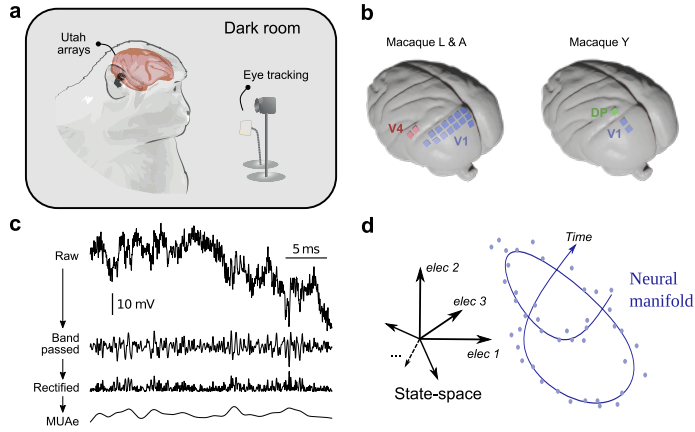 a
Dark room
Utah
arrays
Eye tracking
b
Macaque L & A
Macaque Y
V4
V1
DP
V1
c
Raw
5 ms
10 mV
Band
passed
Rectified
MUAe
d
Time
elec 2
elec 3
elec 1
...
State-space
Neural
manifold